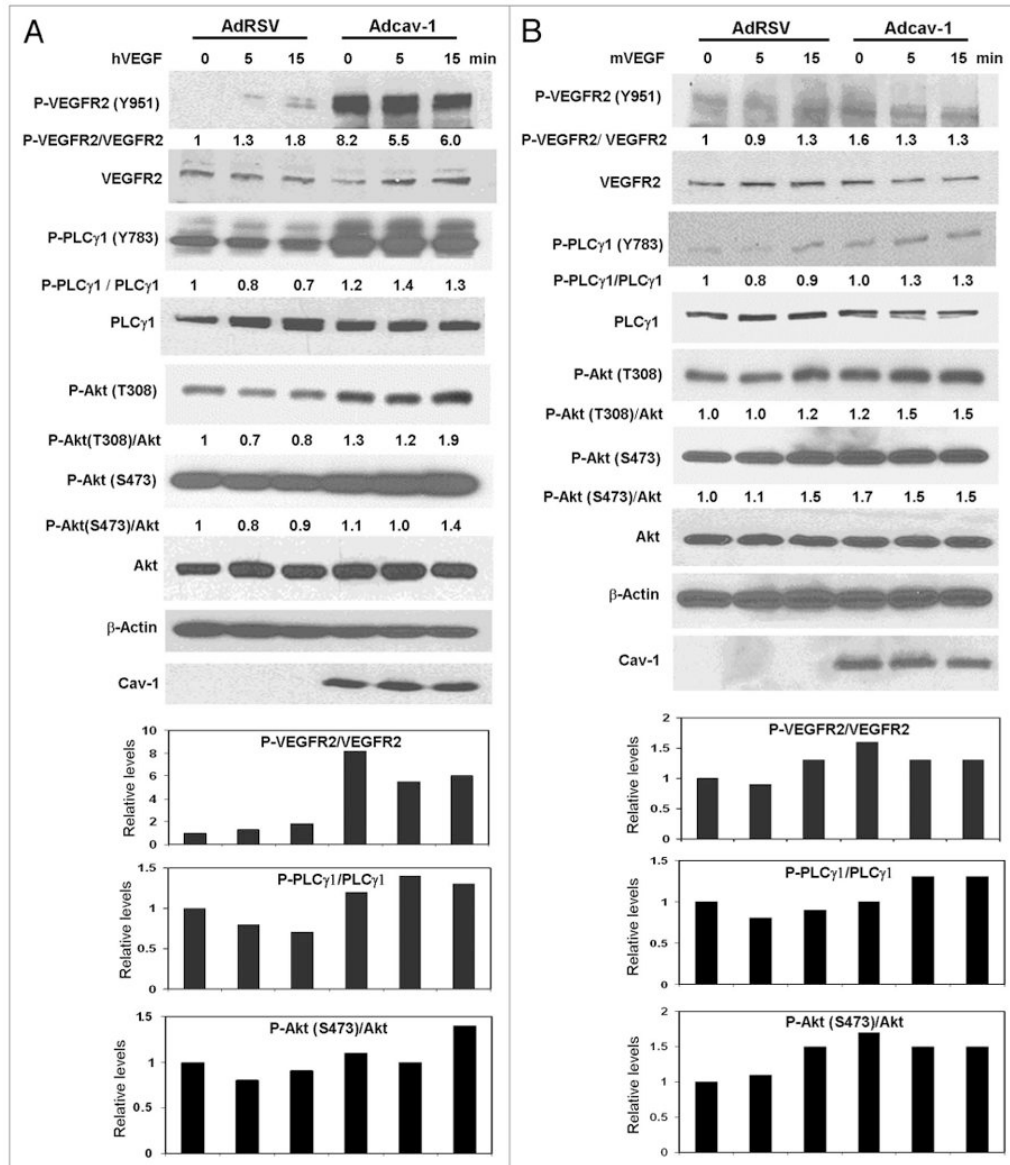 A
AdRSV Adcav-1
hVEGF 0 5 15 0 5 15 min
P-VEGFR2 (Y951)
P-VEGFR2/VEGFR2 1 1.3 1.8 8.2 5.5 6.0
VEGFR2
P-PLCγ1 (Y783)
P-PLCγ1 / PLCγ1 1 0.8 0.7 1.2 1.4 1.3
PLCγ1
P-Akt (T308)
P-Akt(T308)/Akt 1 0.7 0.8 1.3 1.2 1.9
P-Akt (S473)
P-Akt(S473)/Akt 1 0.8 0.9 1.1 1.0 1.4
Akt
β-Actin
Cav-1
P-VEGFR2/VEGFR2
Relative levels
10
8
6
4
2
0
P-PLCγ1/PLCγ1
Relative levels
1.5
1
0.5
0
P-Akt (S473)/Akt
Relative levels
1.5
1
0.5
0
B
AdRSV Adcav-1
mVEGF 0 5 15 0 5 15 min
P-VEGFR2 (Y951)
P-VEGFR2/ VEGFR2 1 0.9 1.3 1.6 1.3 1.3
VEGFR2
P-PLCγ1 (Y783)
P-PLCγ1/PLCγ1 1 0.8 0.9 1.0 1.3 1.3
PLCγ1
P-Akt (T308)
P-Akt (T308)/Akt 1.0 1.0 1.2 1.2 1.5 1.5
P-Akt (S473)
P-Akt (S473)/Akt 1.0 1.1 1.5 1.7 1.5 1.5
Akt
β-Actin
Cav-1
P-VEGFR2/VEGFR2
Relative levels
2
1.5
1
0.5
0
P-PLCγ1/PLCγ1
Relative levels
1.5
1
0.5
0
P-Akt (S473)/Akt
Relative levels
2
1.5
1
0.5
0